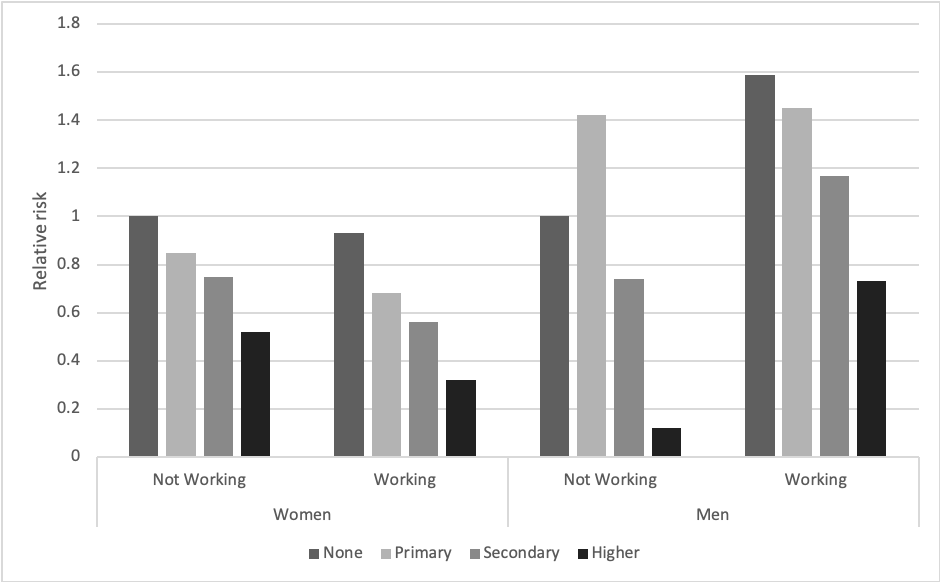 1.8
1.6
1.4
1.2
1
0.8
0.6
0.4
0.2
0
Relative risk
Not Working
Working
Not Working
Working
Women
Men
None
Primary
Secondary
Higher